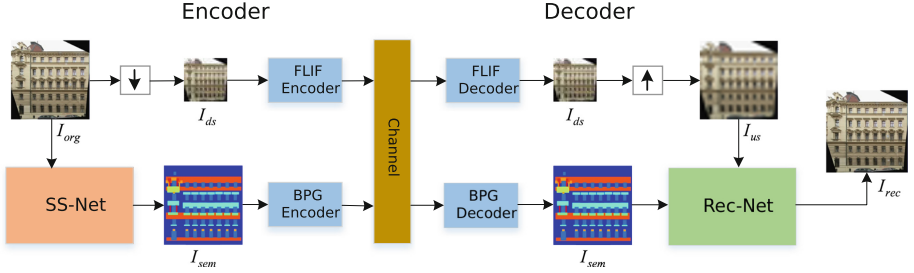 Encoder
Decoder
FLIF
Encoder
FLIF
Decoder
I_ds
I_ds
I_org
I_us
Channel
I_rec
SS-Net
BPG
Encoder
BPG
Decoder
Rec-Net
I_sem
I_sem